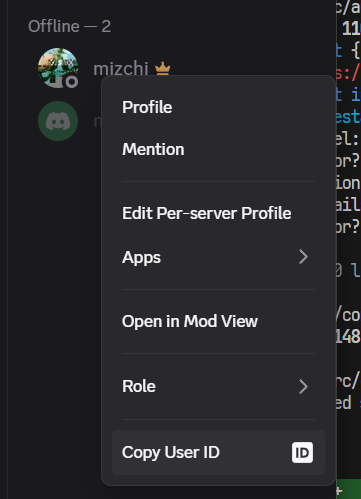 Offline — 2
mizchi
Profile
Mention
Edit Per-server Profile
Apps
Open in Mod View
Role
Copy User ID
ID